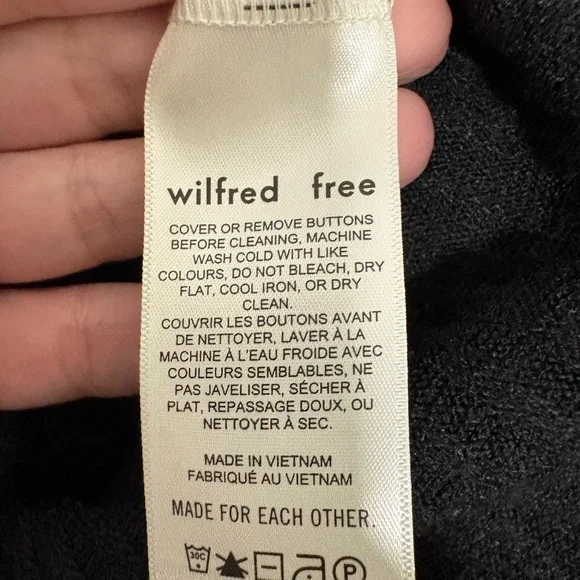 wilfred free
COVER OR REMOVE BUTTONS
BEFORE CLEANING, MACHINE
WASH COLD WITH LIKE
COLOURS, DO NOT BLEACH, DRY
FLAT, COOL IRON, OR DRY
CLEAN.
COUVRIR LES BOUTONS AVANT
DE NETTOYER, LAVER À LA
MACHINE À L'EAU FROIDE AVEC
COULEURS SEMBLABLES, NE
PAS JAVELISER, SÉCHER À
PLAT, REPASSAGE DOUX, OU
NETTOYER À SEC.
MADE IN VIETNAM
FABRIQUÉ AU VIETNAM
MADE FOR EACH OTHER.
30C P